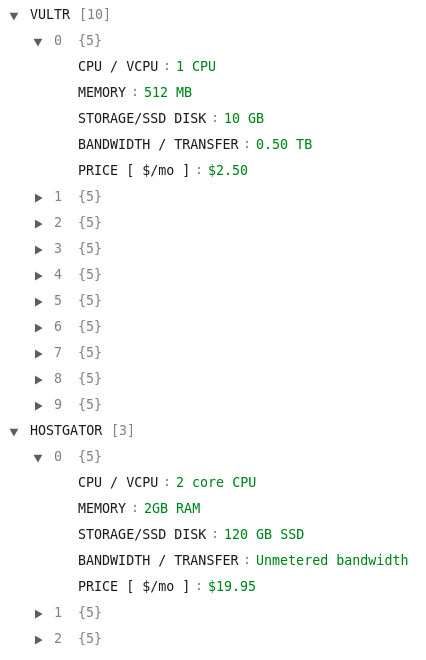 VULTR [10]
0 {5}
CPU / VCPU : 1 CPU
MEMORY : 512 MB
STORAGE/SSD DISK : 10 GB
BANDWIDTH / TRANSFER : 0.50 TB
PRICE [ $/mo ] : $2.50
1 {5}
2 {5}
3 {5}
4 {5}
5 {5}
6 {5}
7 {5}
8 {5}
9 {5}
HOSTGATOR [3]
0 {5}
CPU / VCPU : 2 core CPU
MEMORY : 2GB RAM
STORAGE/SSD DISK : 120 GB SSD
BANDWIDTH / TRANSFER : Unmetered bandwidth
PRICE [ $/mo ] : $19.95
1 {5}
2 {5}